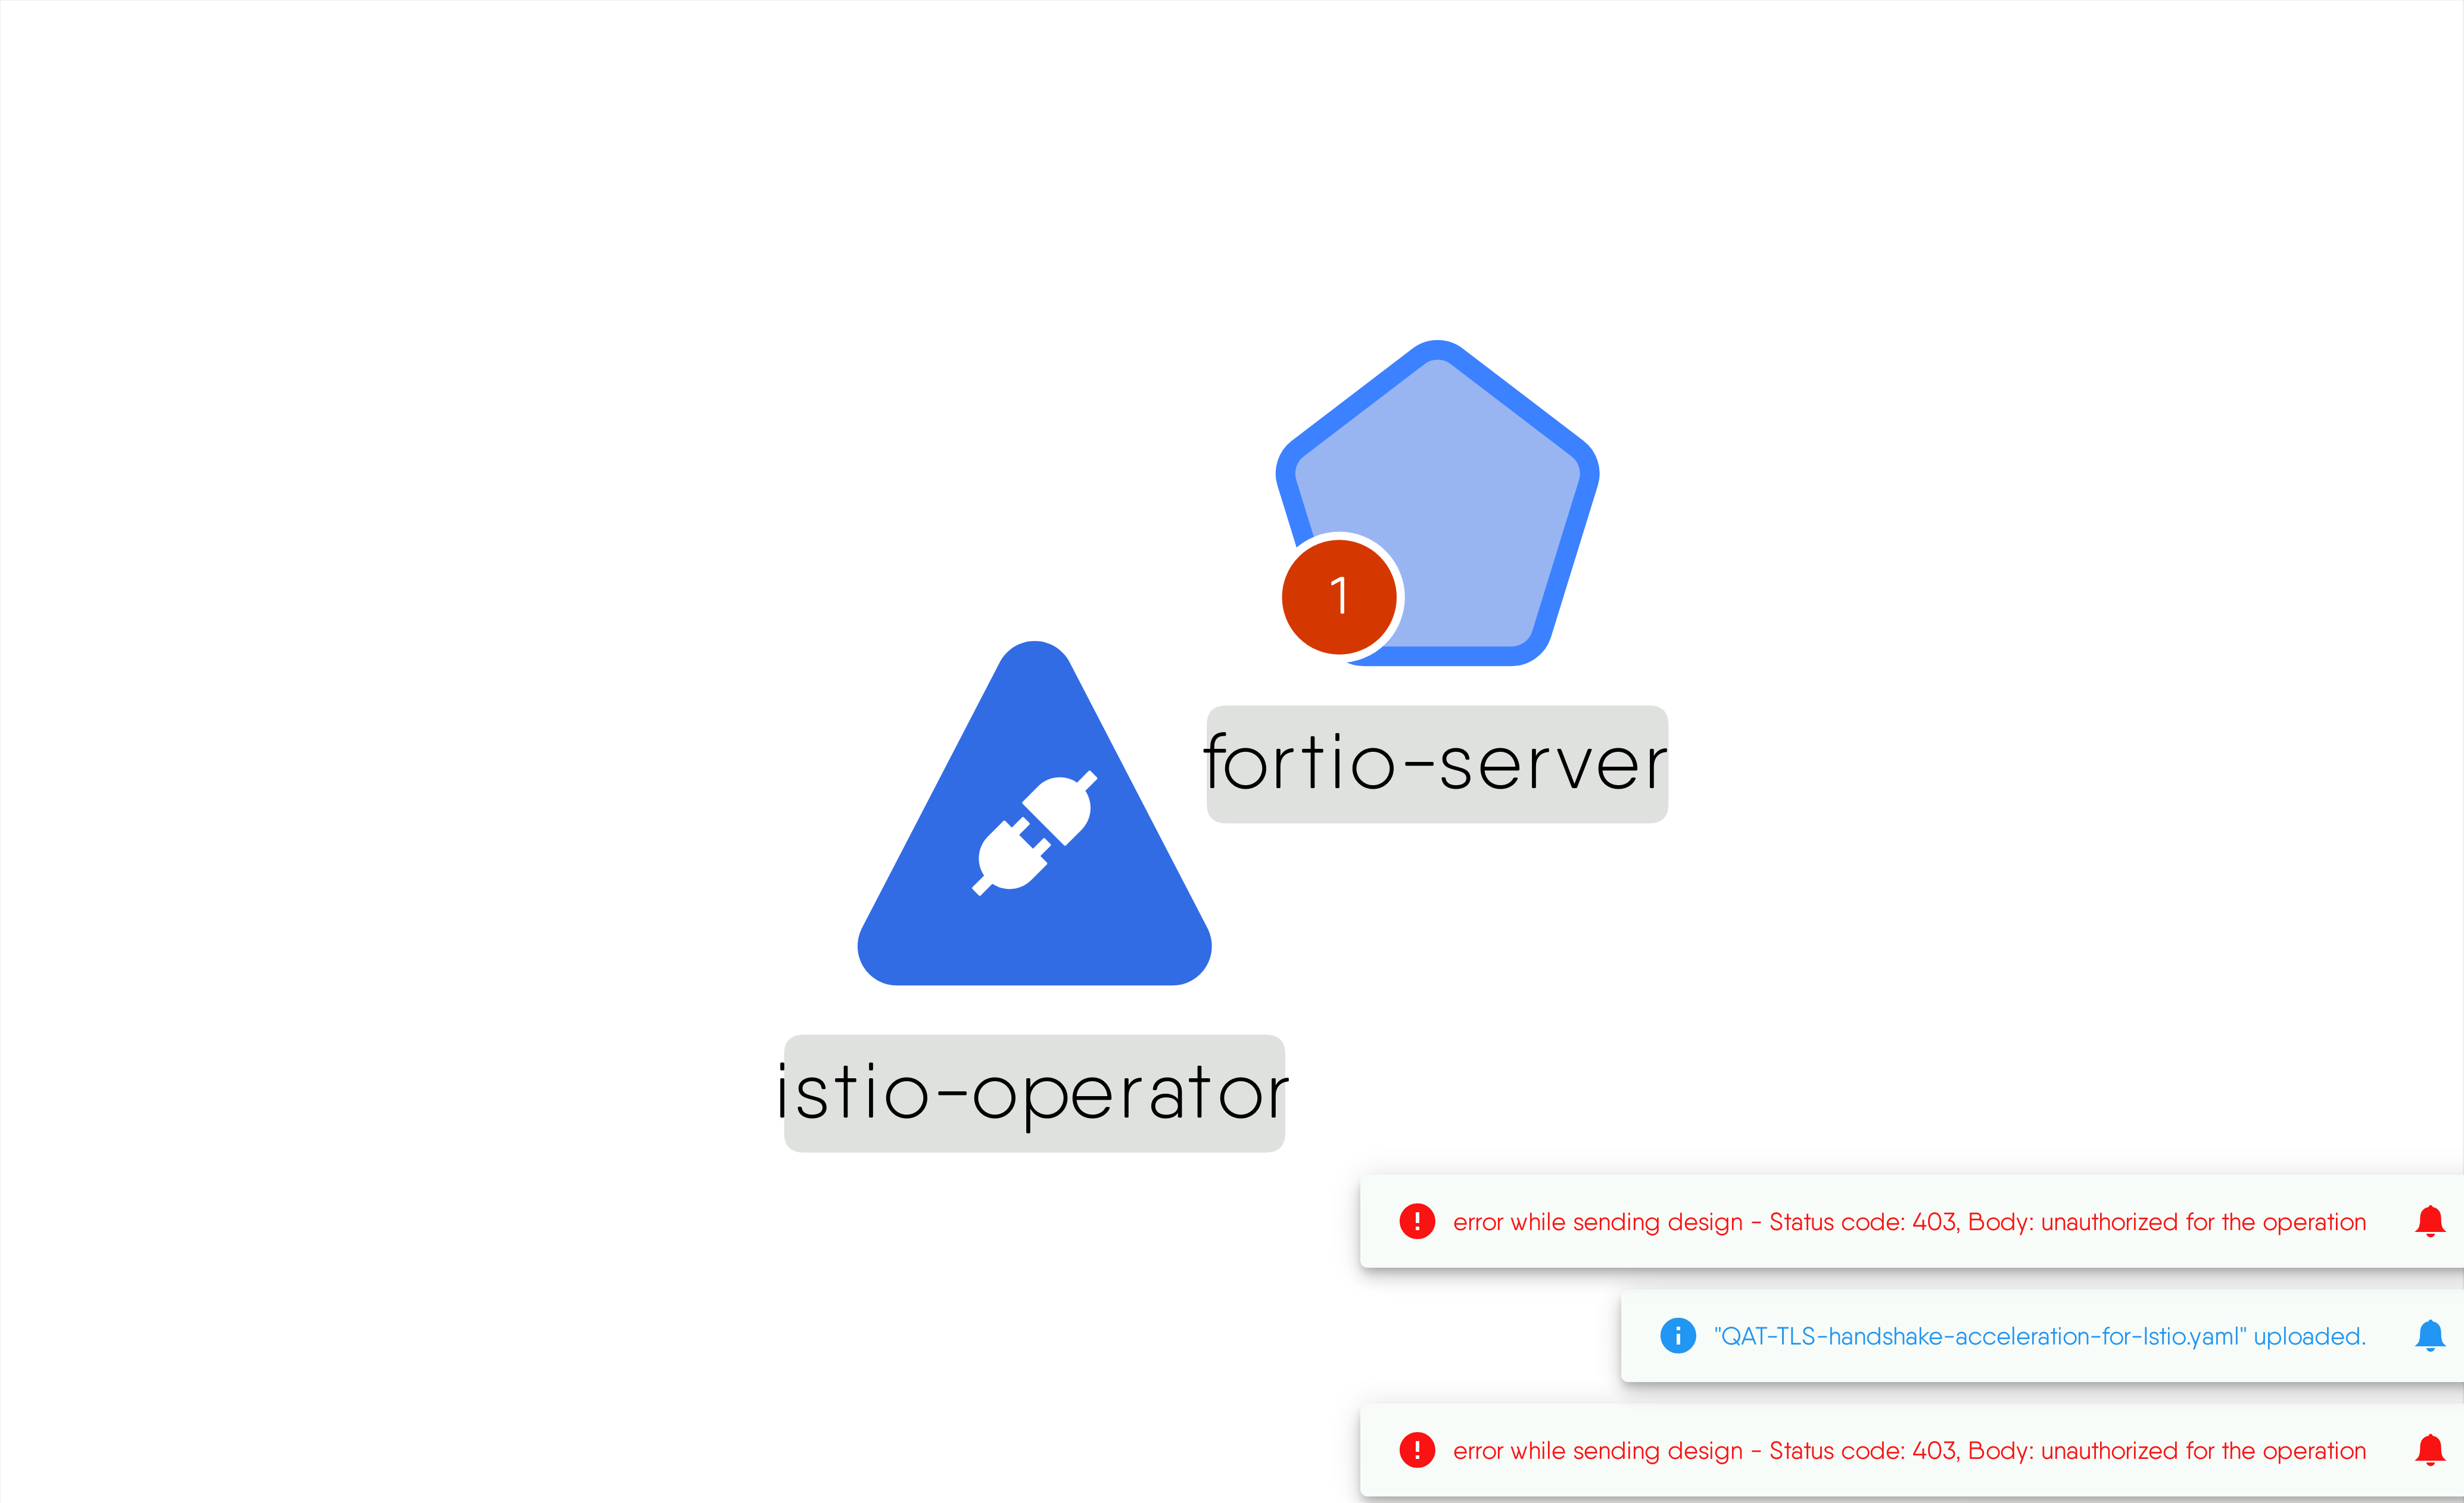 1
fortio-server
istio-operator
error while sending design - Status code: 403, Body: unauthorized for the operation
"QAT-TLS-handshake-acceleration-for-Istio.yaml" uploaded.
error while sending design - Status code: 403, Body: unauthorized for the operation